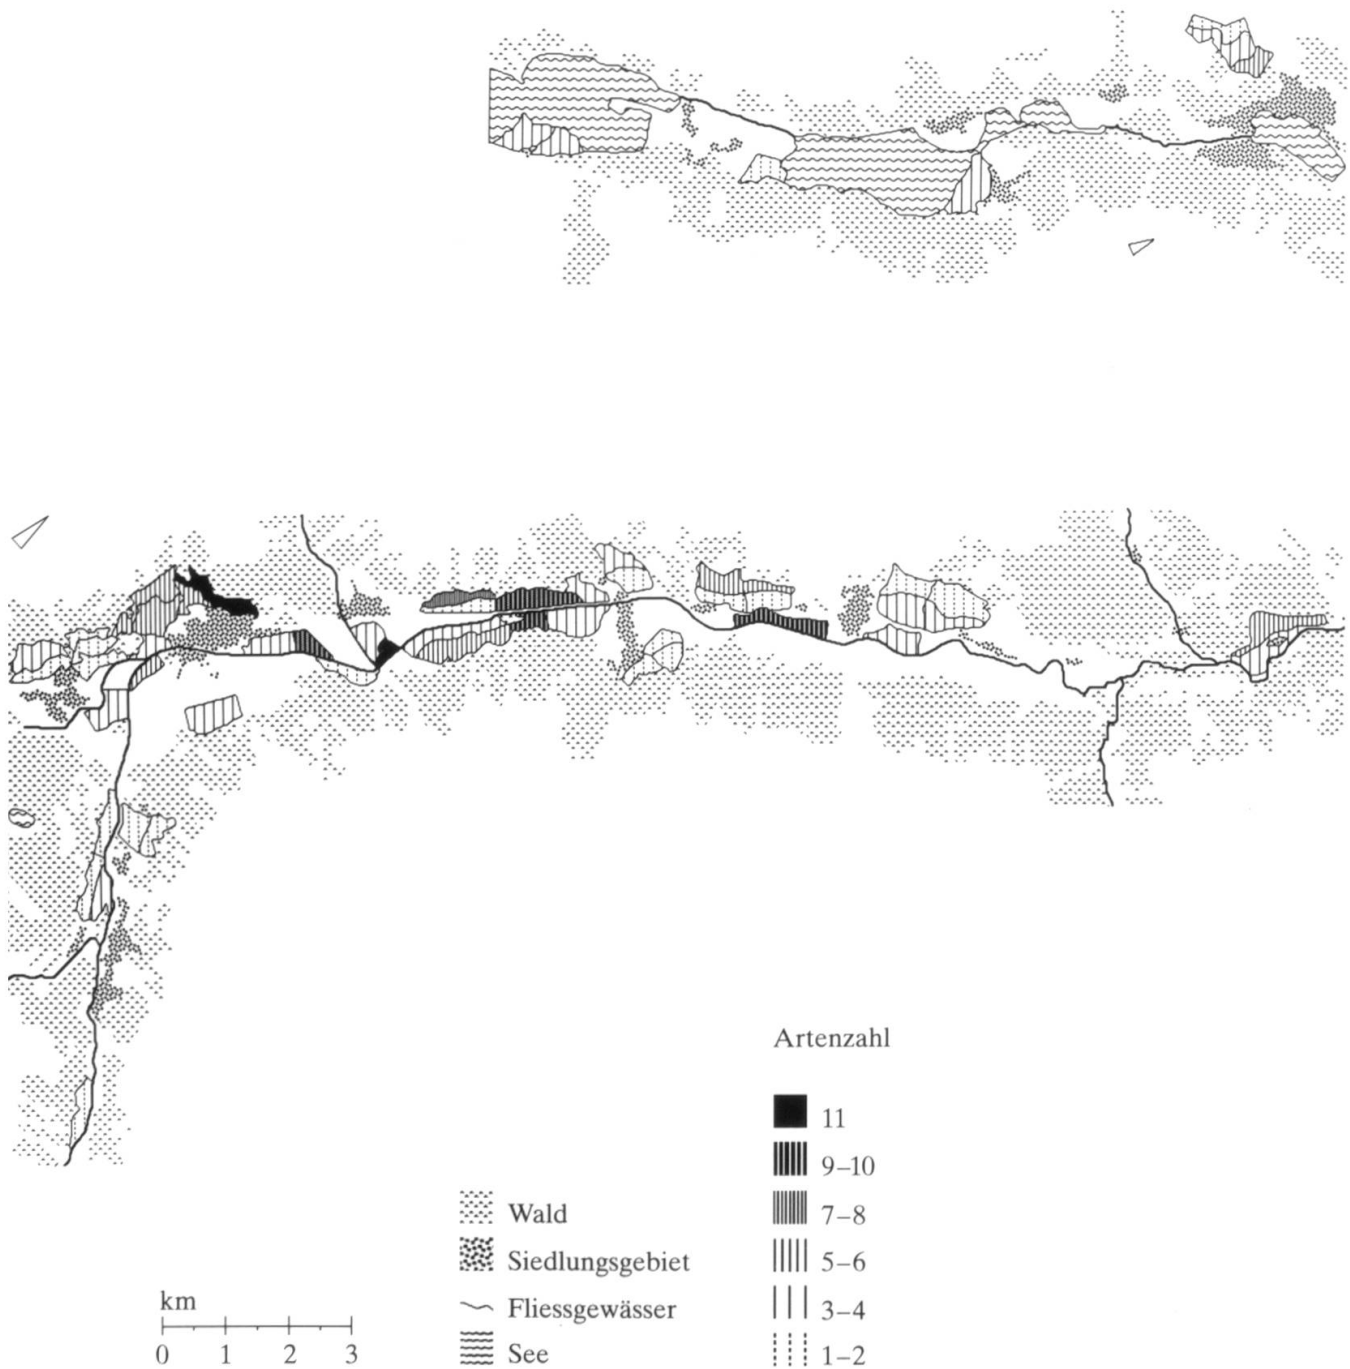 Artenzahl
11
9–10
7–8
5–6
3–4
1–2
Wald
Siedlungsgebiet
Fliessgewässer
See
km
0 1 2 3